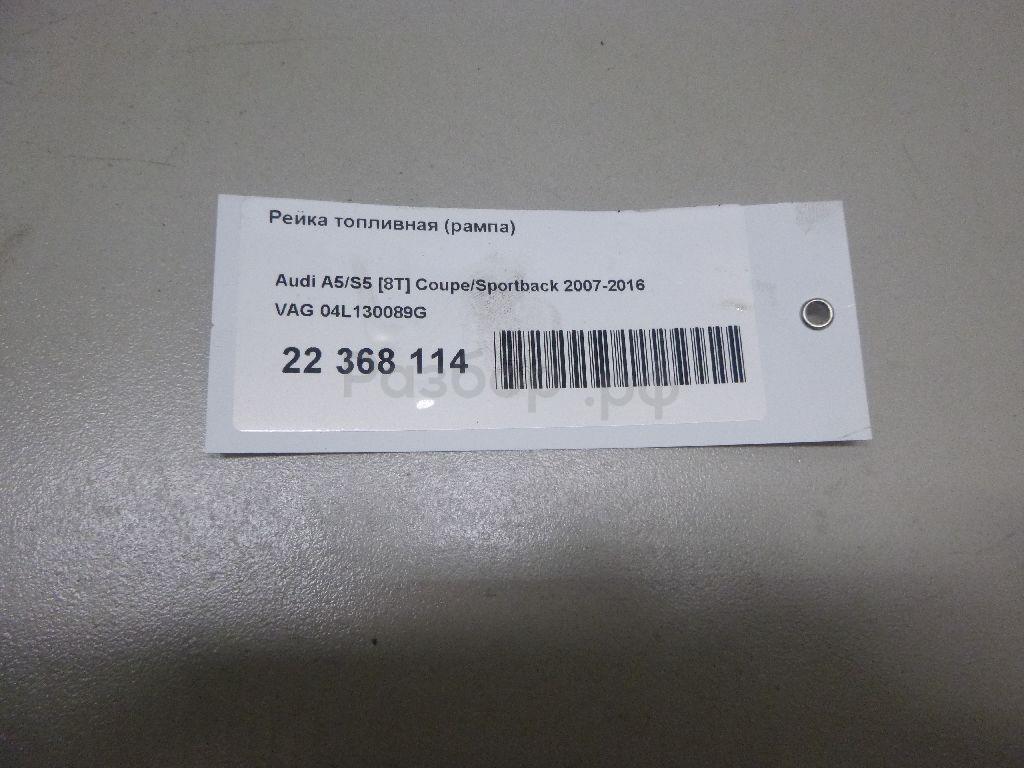 Рейка топливная (рампа)
Audi A5/S5 [8T] Coupe/Sportback 2007-2016
VAG 04L130089G
22 368 114
Разбор.рф